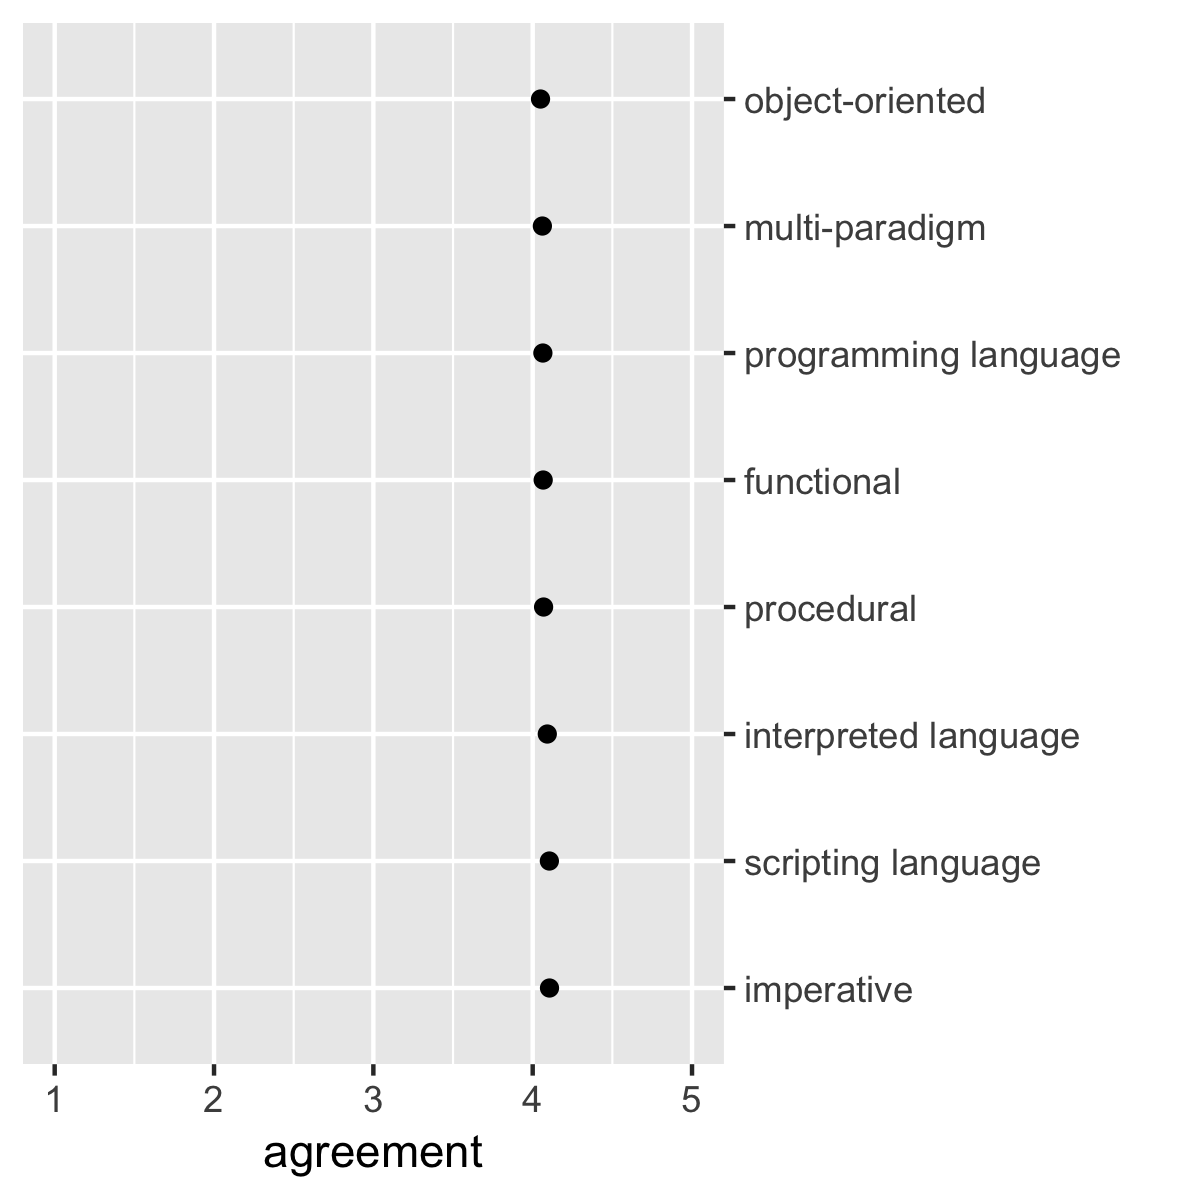 object-oriented
multi-paradigm
programming language
functional
procedural
interpreted language
scripting language
imperative
1 2 3 4 5
agreement